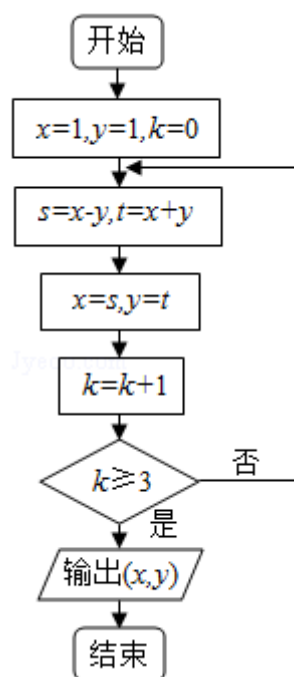 开始
x=1,y=1,k=0
s=x-y,t=x+y
x=s,y=t
k=k+1
k≥3
否
是
输出(x,y)
结束